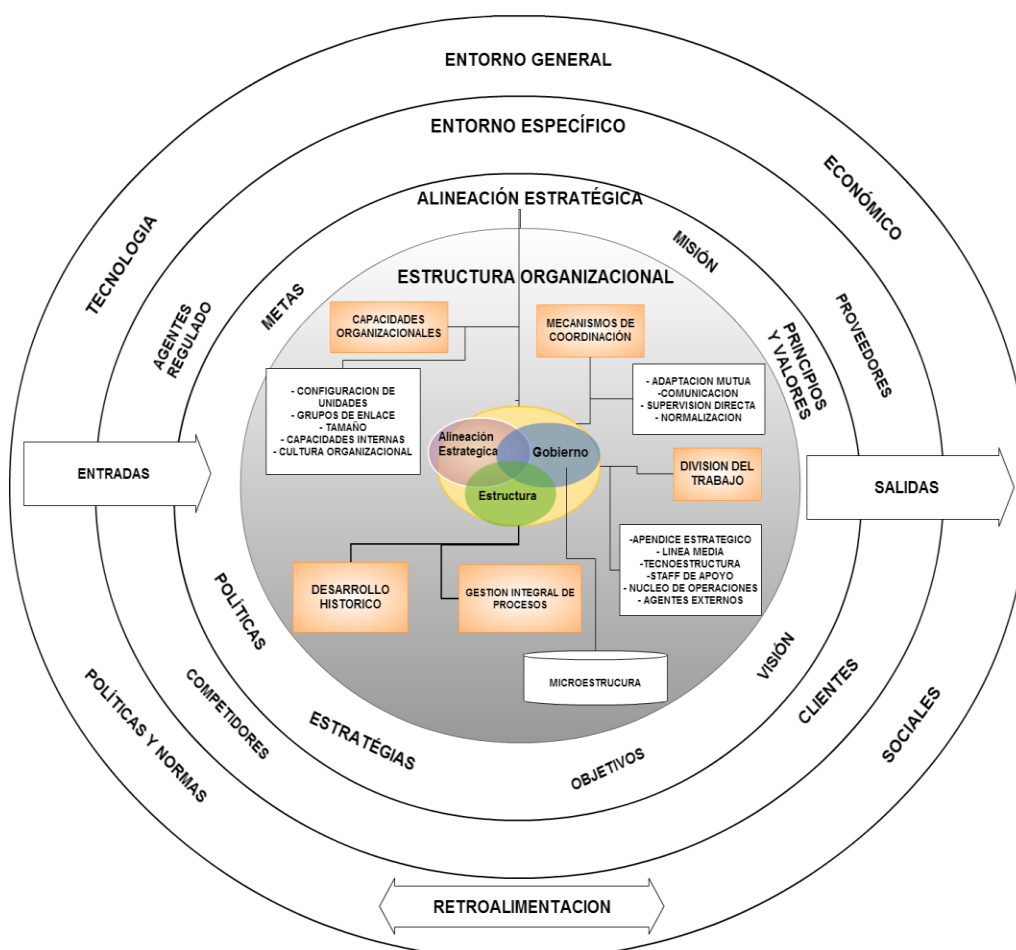 ENTORNO GENERAL
ENTORNO ESPECÍFICO
ALINEACIÓN ESTRATÉGICA
ECONÓMICO
TECNOLOGIA
MISIÓN
ESTRUCTURA ORGANIZACIONAL
METAS
AGENTES
REGULADO
PROVEEDORES
PRINCIPIOS
Y VALORES
CAPACIDADES
ORGANIZACIONALES
MECANISMOS DE
COORDINACIÓN
- CONFIGURACION DE
UNIDADES
- GRUPOS DE ENLACE
- TAMAÑO
- CAPACIDADES INTERNAS
- CULTURA ORGANIZACIONAL
- ADAPTACION MUTUA
-COMUNICACION
- SUPERVISION DIRECTA
- NORMALIZACION
Alineación
Estrategica
Gobierno
Estructura
DIVISION DEL
TRABAJO
ENTRADAS
SALIDAS
-APENDICE ESTRATEGICO
- LINEA MEDIA
-TECNOESTRUCTURA
-STAFF DE APOYO
- NUCLEO DE OPERACIONES
- AGENTES EXTERNOS
DESARROLLO
HISTORICO
GESTION INTEGRAL DE
PROCESOS
MICROESTRUCURA
POLÍTICAS
VISIÓN
CLIENTES
SOCIALES
POLÍTICAS Y NORMAS
COMPETIDORES
ESTRATÉGIAS
OBJETIVOS
RETROALIMENTACION